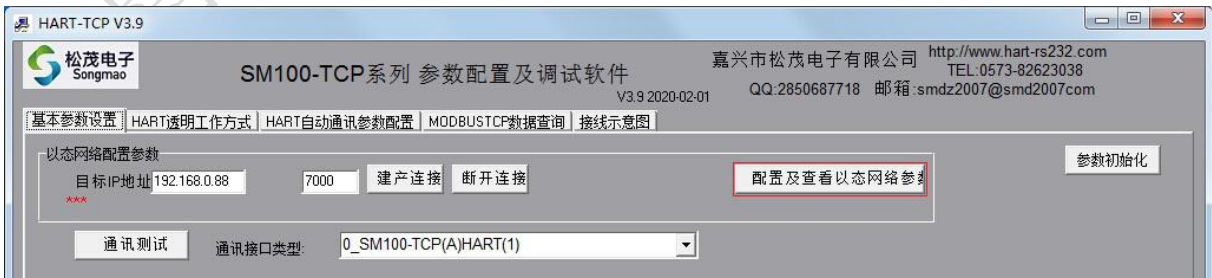 HART-TCP V3.9
松茂电子
Songmao
SM100-TCP系列 参数配置及调试软件
V3.9 2020-02-01
嘉兴市松茂电子有限公司 http://www.hart-rs232.com
TEL:0573-82623038
QQ:2850687718 邮箱:smdz2007@smd2007com
基本参数设置 HART透明工作方式 HART自动通讯参数配置 MODBUSTCP数据查询 接线示意图
以态网络配置参数
目标IP地址 192.168.0.88 7000 建产连接 断开连接 配置及查看以态网络参 参数初始化
***
通讯测试 通讯接口类型: 0_SM100-TCP(A)HART(1)